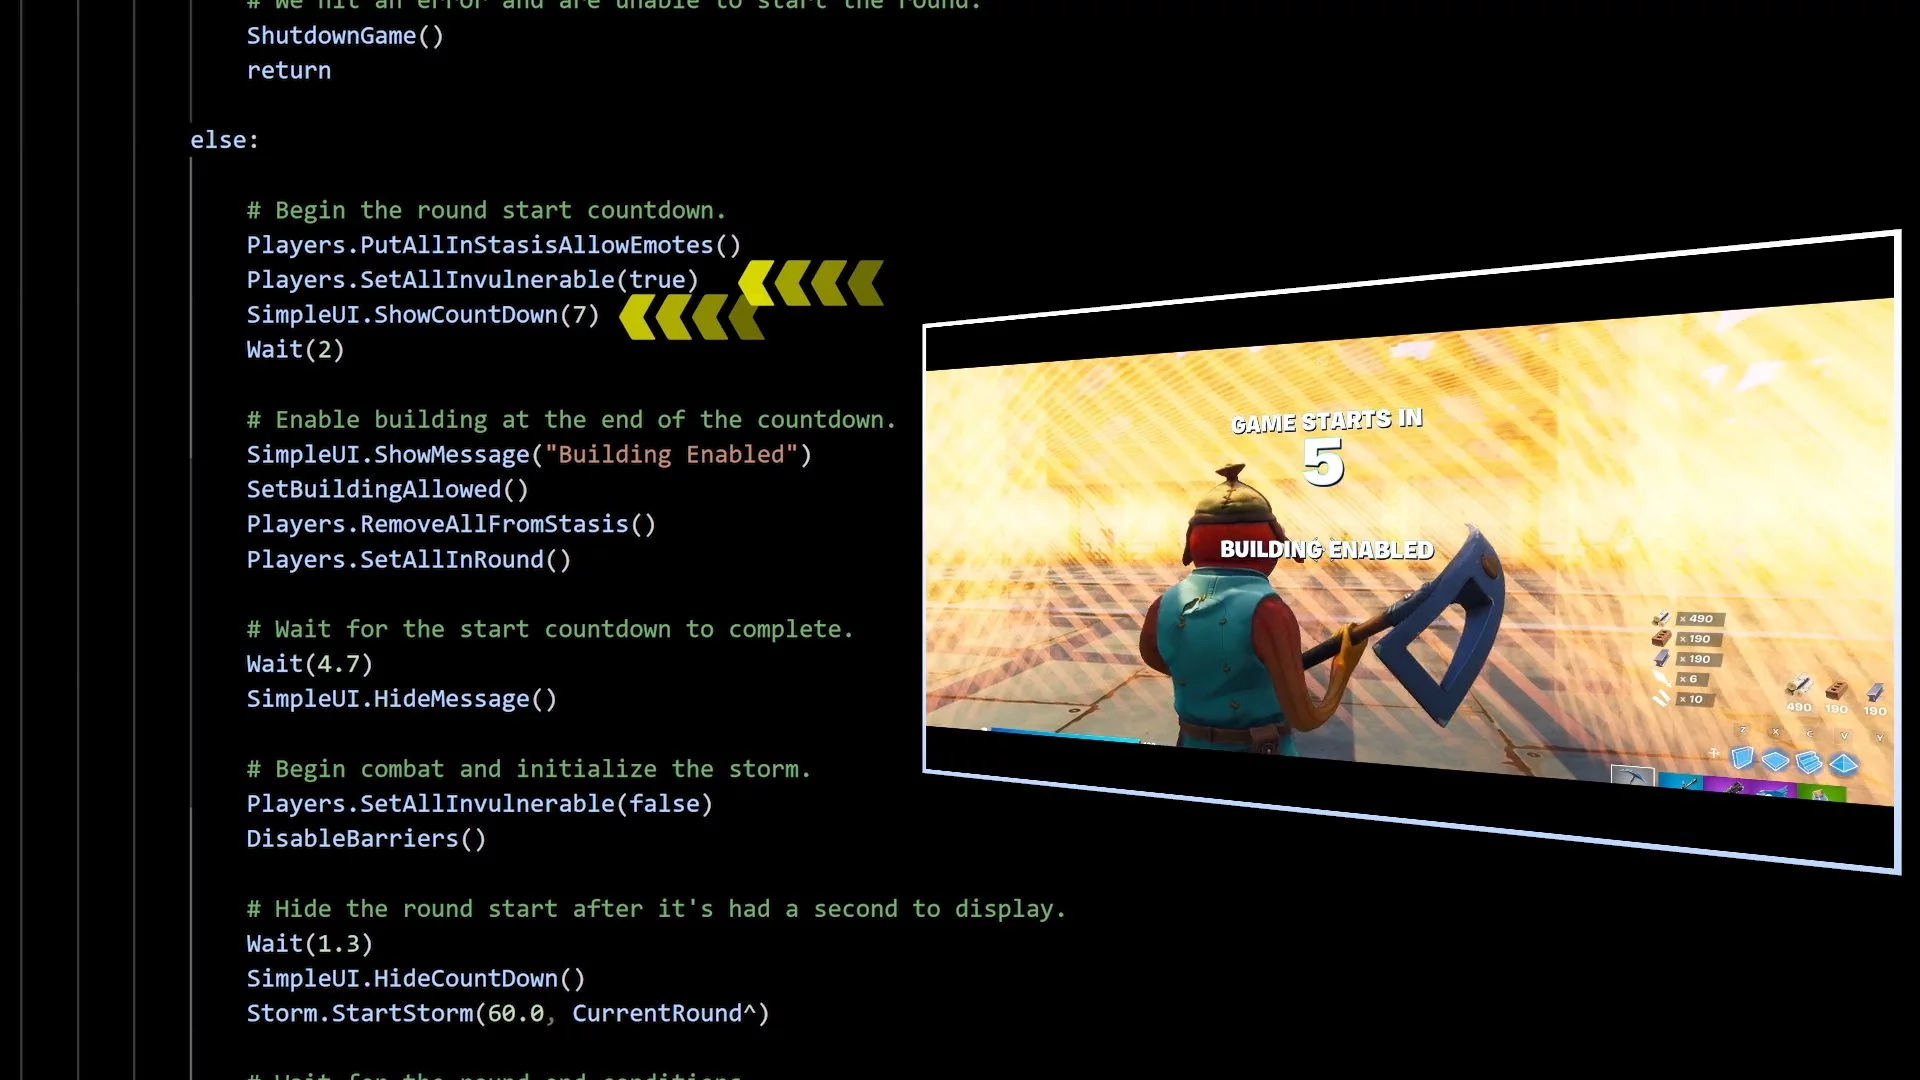 # We hit an error and are unable to start the round.
ShutdownGame()
return
else:
# Begin the round start countdown.
Players.PutAllInStasisAllowEmotes()
Players.SetAllInvulnerable(true)
SimpleUI.ShowCountDown(7)
Wait(2)
# Enable building at the end of the countdown.
SimpleUI.ShowMessage("Building Enabled")
SetBuildingAllowed()
Players.RemoveAllFromStasis()
Players.SetAllInRound()
# Wait for the start countdown to complete.
Wait(4.7)
SimpleUI.HideMessage()
# Begin combat and initialize the storm.
Players.SetAllInvulnerable(false)
DisableBarriers()
# Hide the round start after it's had a second to display.
Wait(1.3)
SimpleUI.HideCountDown()
Storm.StartStorm(60.0, CurrentRound^)
# Wait for the round end conditions
GAME STARTS IN
5
BUILDING ENABLED
x 490
x 190
x 190
x 6
x 10
490 190 190
Z X C V Y